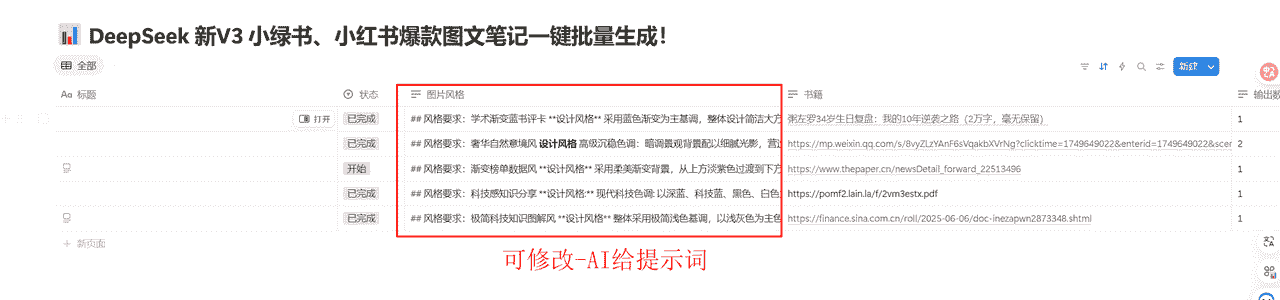 📊 DeepSeek 新V3 小绿书、小红书爆款图文笔记一键批量生成！
全部
新建
Aa 标题 状态 图片风格 书籍 输出数
打开 已完成 ## 风格要求：学术渐变蓝书评卡 **设计风格** 采用蓝色渐变为主基调，整体设计简洁大方 粥左罗34岁生日复盘：我的10年逆袭之路（2万字，毫无保留） 1
已完成 ## 风格要求：奢华自然意境风 设计风格 高级沉稳色调：暗调景观背景配以细腻光影，营造 https://mp.weixin.qq.com/s/8vyZLzYAnF6sVqakbXVrNg?clicktime=1749649022&enterid=1749649022&scen 2
开始 ## 风格要求：渐变榜单数据风 **设计风格** 采用柔美渐变背景，从上方淡紫色过渡到下方 https://www.thepaper.cn/newsDetail_forward_22513496 1
已完成 ## 风格要求：科技感知识分享 **设计风格** 现代科技色调: 以深蓝、科技蓝、黑色、白色 https://pomf2.lain.la/f/2vm3estx.pdf 1
已完成 ## 风格要求：极简科技知识图解风 **设计风格** 整体采用极简浅色基调，以浅灰色为主色 https://finance.sina.com.cn/roll/2025-06-06/doc-inezapwn2873348.shtml 1
+ 新页面
可修改-AI给提示词